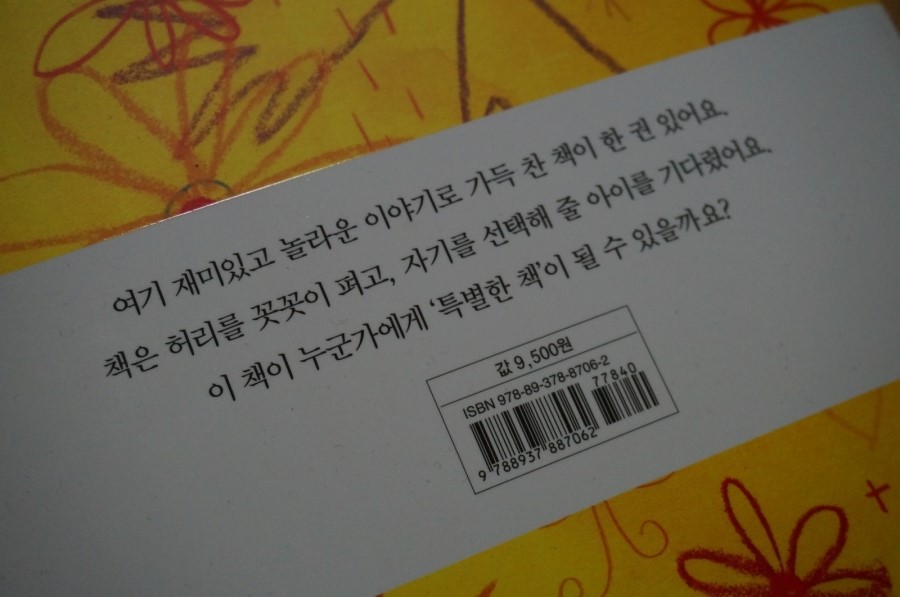 여기 재미있고 놀라운 이야기로 가득 찬 책이 한 권 있어요.
책은 허리를 꼿꼿이 펴고, 자기를 선택해 줄 아이를 기다렸어요.
이 책이 누군가에게 ‘특별한 책’이 될 수 있을까요?
값 9,500원
ISBN 978-89-378-8706-2
77840
9 788937 887062